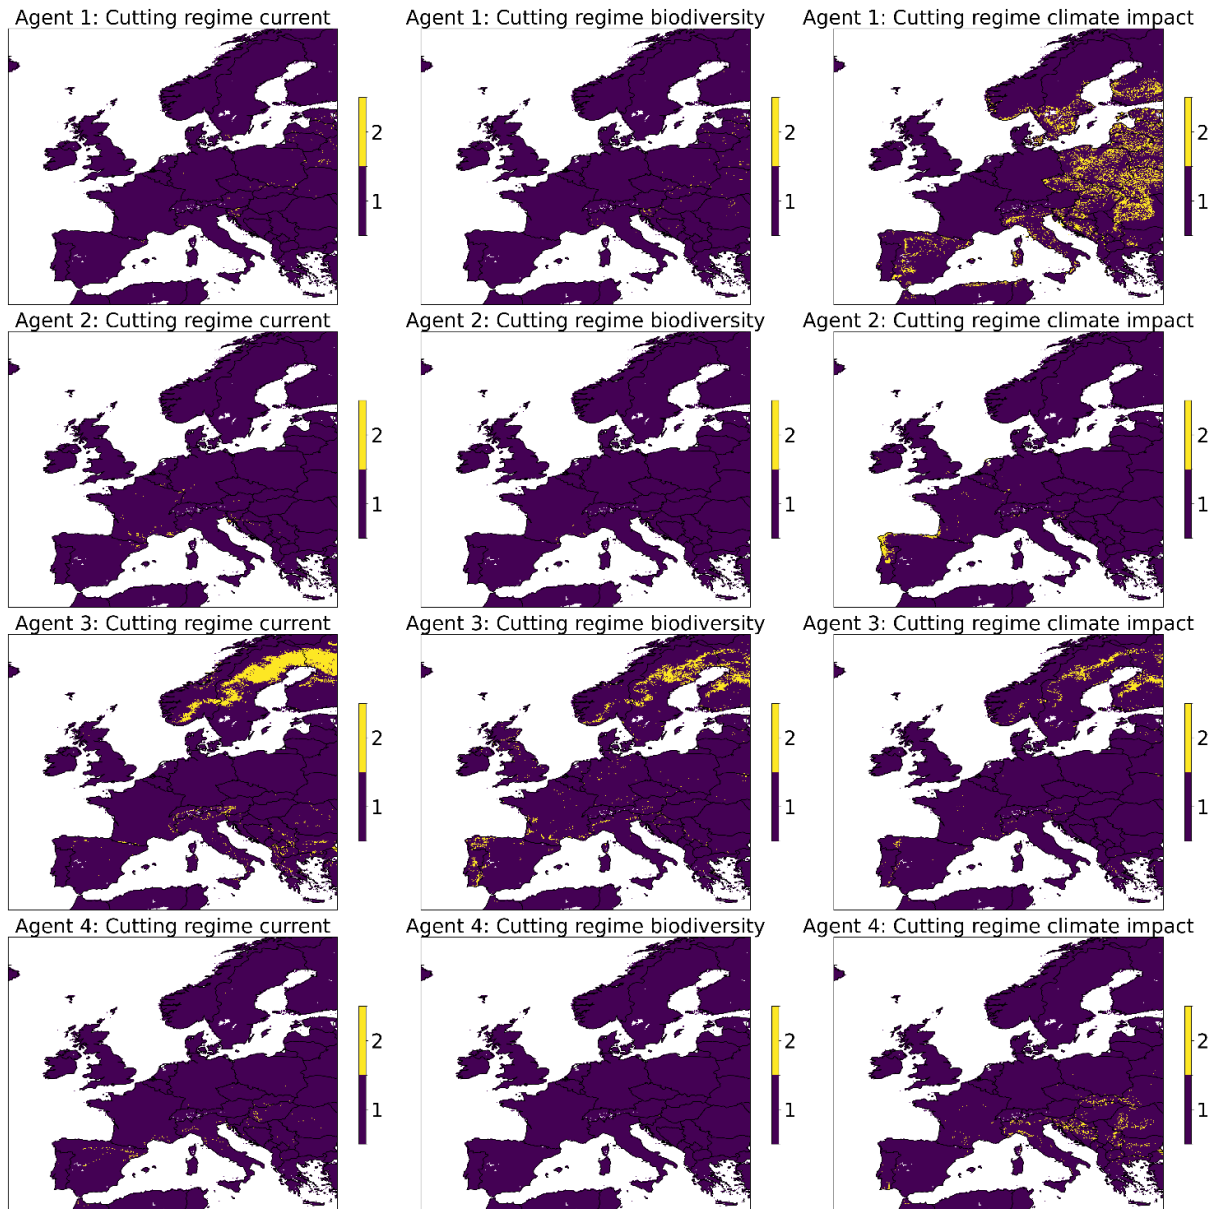 Agent 1: Cutting regime current
Agent 1: Cutting regime biodiversity
Agent 1: Cutting regime climate impact
2
1
2
1
2
1
Agent 2: Cutting regime current
Agent 2: Cutting regime biodiversity
Agent 2: Cutting regime climate impact
2
1
2
1
2
1
Agent 3: Cutting regime current
Agent 3: Cutting regime biodiversity
Agent 3: Cutting regime climate impact
2
1
2
1
2
1
Agent 4: Cutting regime current
Agent 4: Cutting regime biodiversity
Agent 4: Cutting regime climate impact
2
1
2
1
2
1